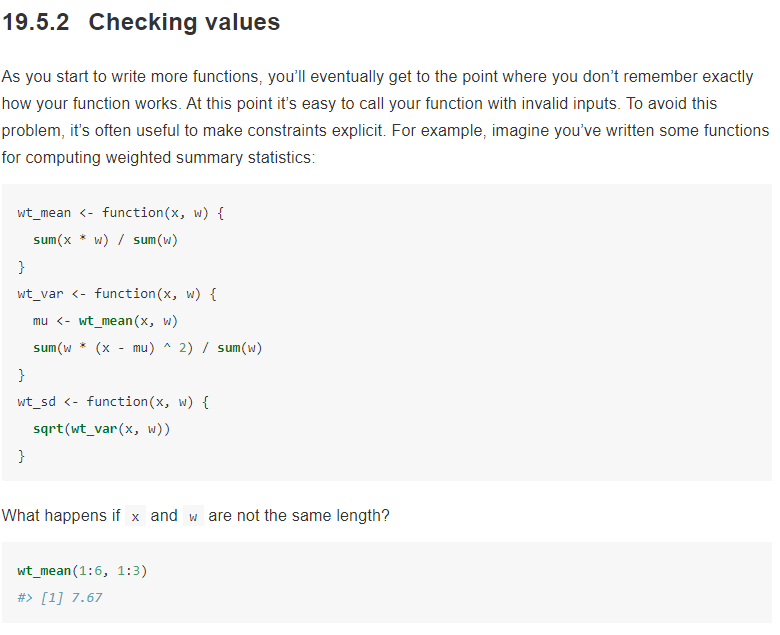 19.5.2 Checking values
As you start to write more functions, you’ll eventually get to the point where you don’t remember exactly
how your function works. At this point it’s easy to call your function with invalid inputs. To avoid this
problem, it’s often useful to make constraints explicit. For example, imagine you’ve written some functions
for computing weighted summary statistics:
wt_mean <- function(x, w) {
  sum(x * w) / sum(w)
}
wt_var <- function(x, w) {
  mu <- wt_mean(x, w)
  sum(w * (x - mu) ^ 2) / sum(w)
}
wt_sd <- function(x, w) {
  sqrt(wt_var(x, w))
}
What happens if x and w are not the same length?
wt_mean(1:6, 1:3)
#> [1] 7.67